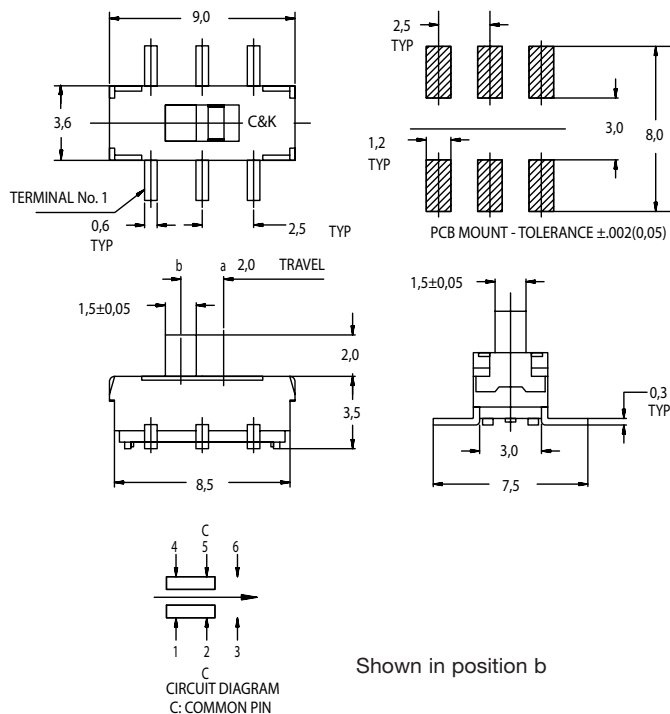 9,0
3,6
C&K
TERMINAL No. 1
0,6
TYP
2,5
TYP
2,5
TYP
1,2
TYP
3,0
8,0
PCB MOUNT - TOLERANCE ±.002(0,05)
b
a
2,0
TRAVEL
1,5±0,05
2,0
3,5
8,5
1,5±0,05
0,3
TYP
3,0
7,5
C
4 5 6
1 2 3
C
CIRCUIT DIAGRAM
C: COMMON PIN
Shown in position b